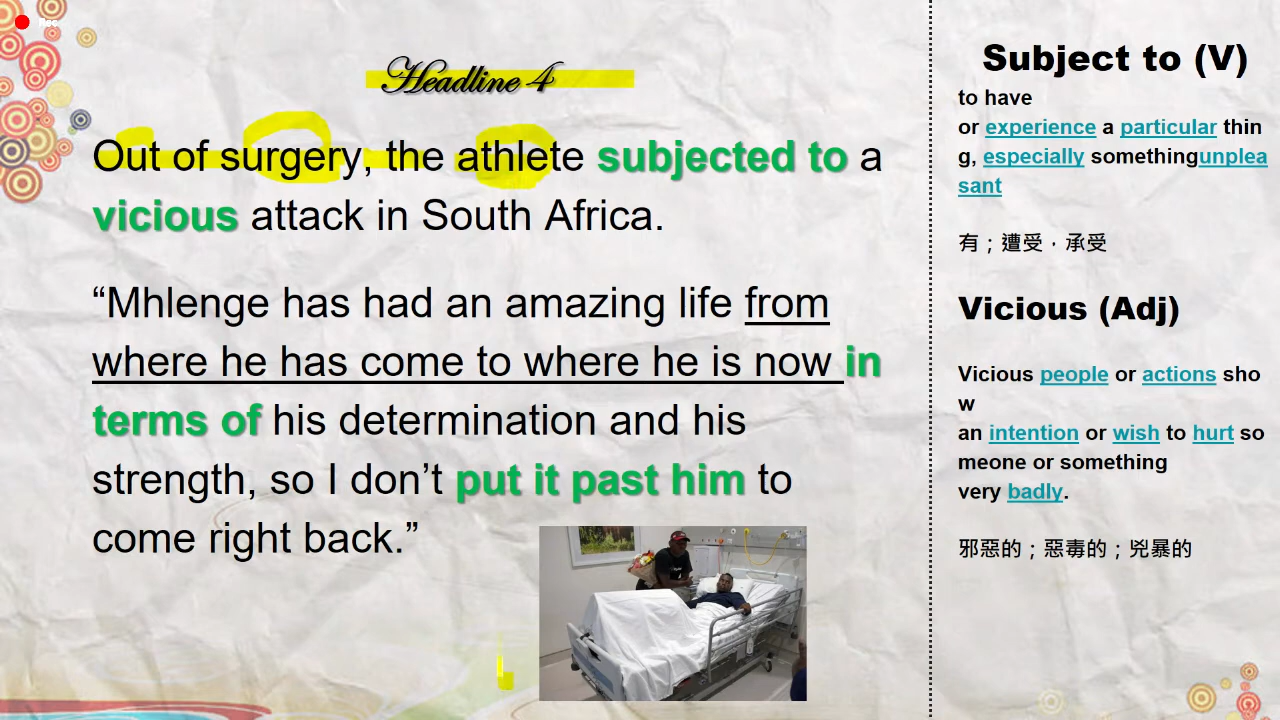 Headline 4
Out of surgery, the athlete subjected to a
vicious attack in South Africa.
“Mhlenge has had an amazing life from
where he has come to where he is now in
terms of his determination and his
strength, so I don’t put it past him to
come right back.”
Subject to (V)
to have
or experience a particular thin
g, especially somethingunplea
sant
有；遭受，承受
Vicious (Adj)
Vicious people or actions sho
w
an intention or wish to hurt so
meone or something
very badly.
邪惡的；惡毒的；兇暴的